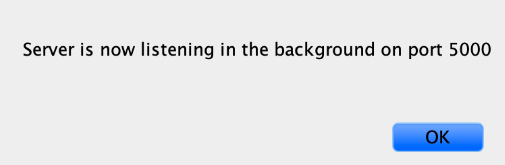 Server is now listening in the background on port 5000
OK